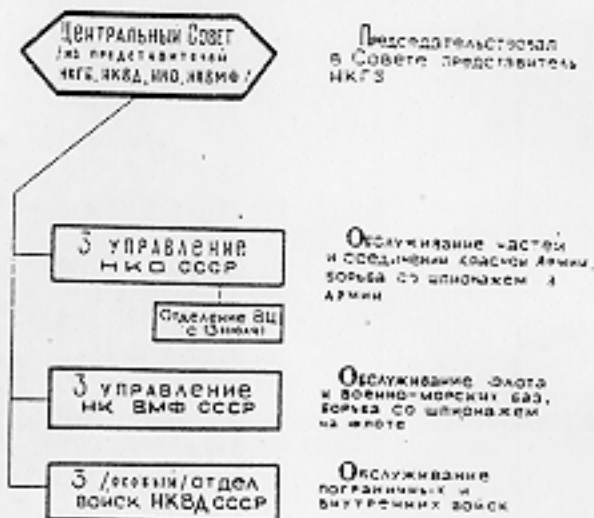 Центральный Совет
/из представителей
НКГБ, НКВД, НКО, НКВМФ/
Председательствовал
в Совете представитель
НКГБ
3 управление
НКО СССР
Обслуживание частей
и соединений Красной Армии,
борьба со шпионажем в
армии
Отделение ВЦ
(с 13 июля)
3 управление
НК ВМФ СССР
Обслуживание флота
и военно-морских баз,
борьба со шпионажем
на флоте
3 /особый/ отдел
войск НКВД СССР
Обслуживание
пограничных и
внутренних войск